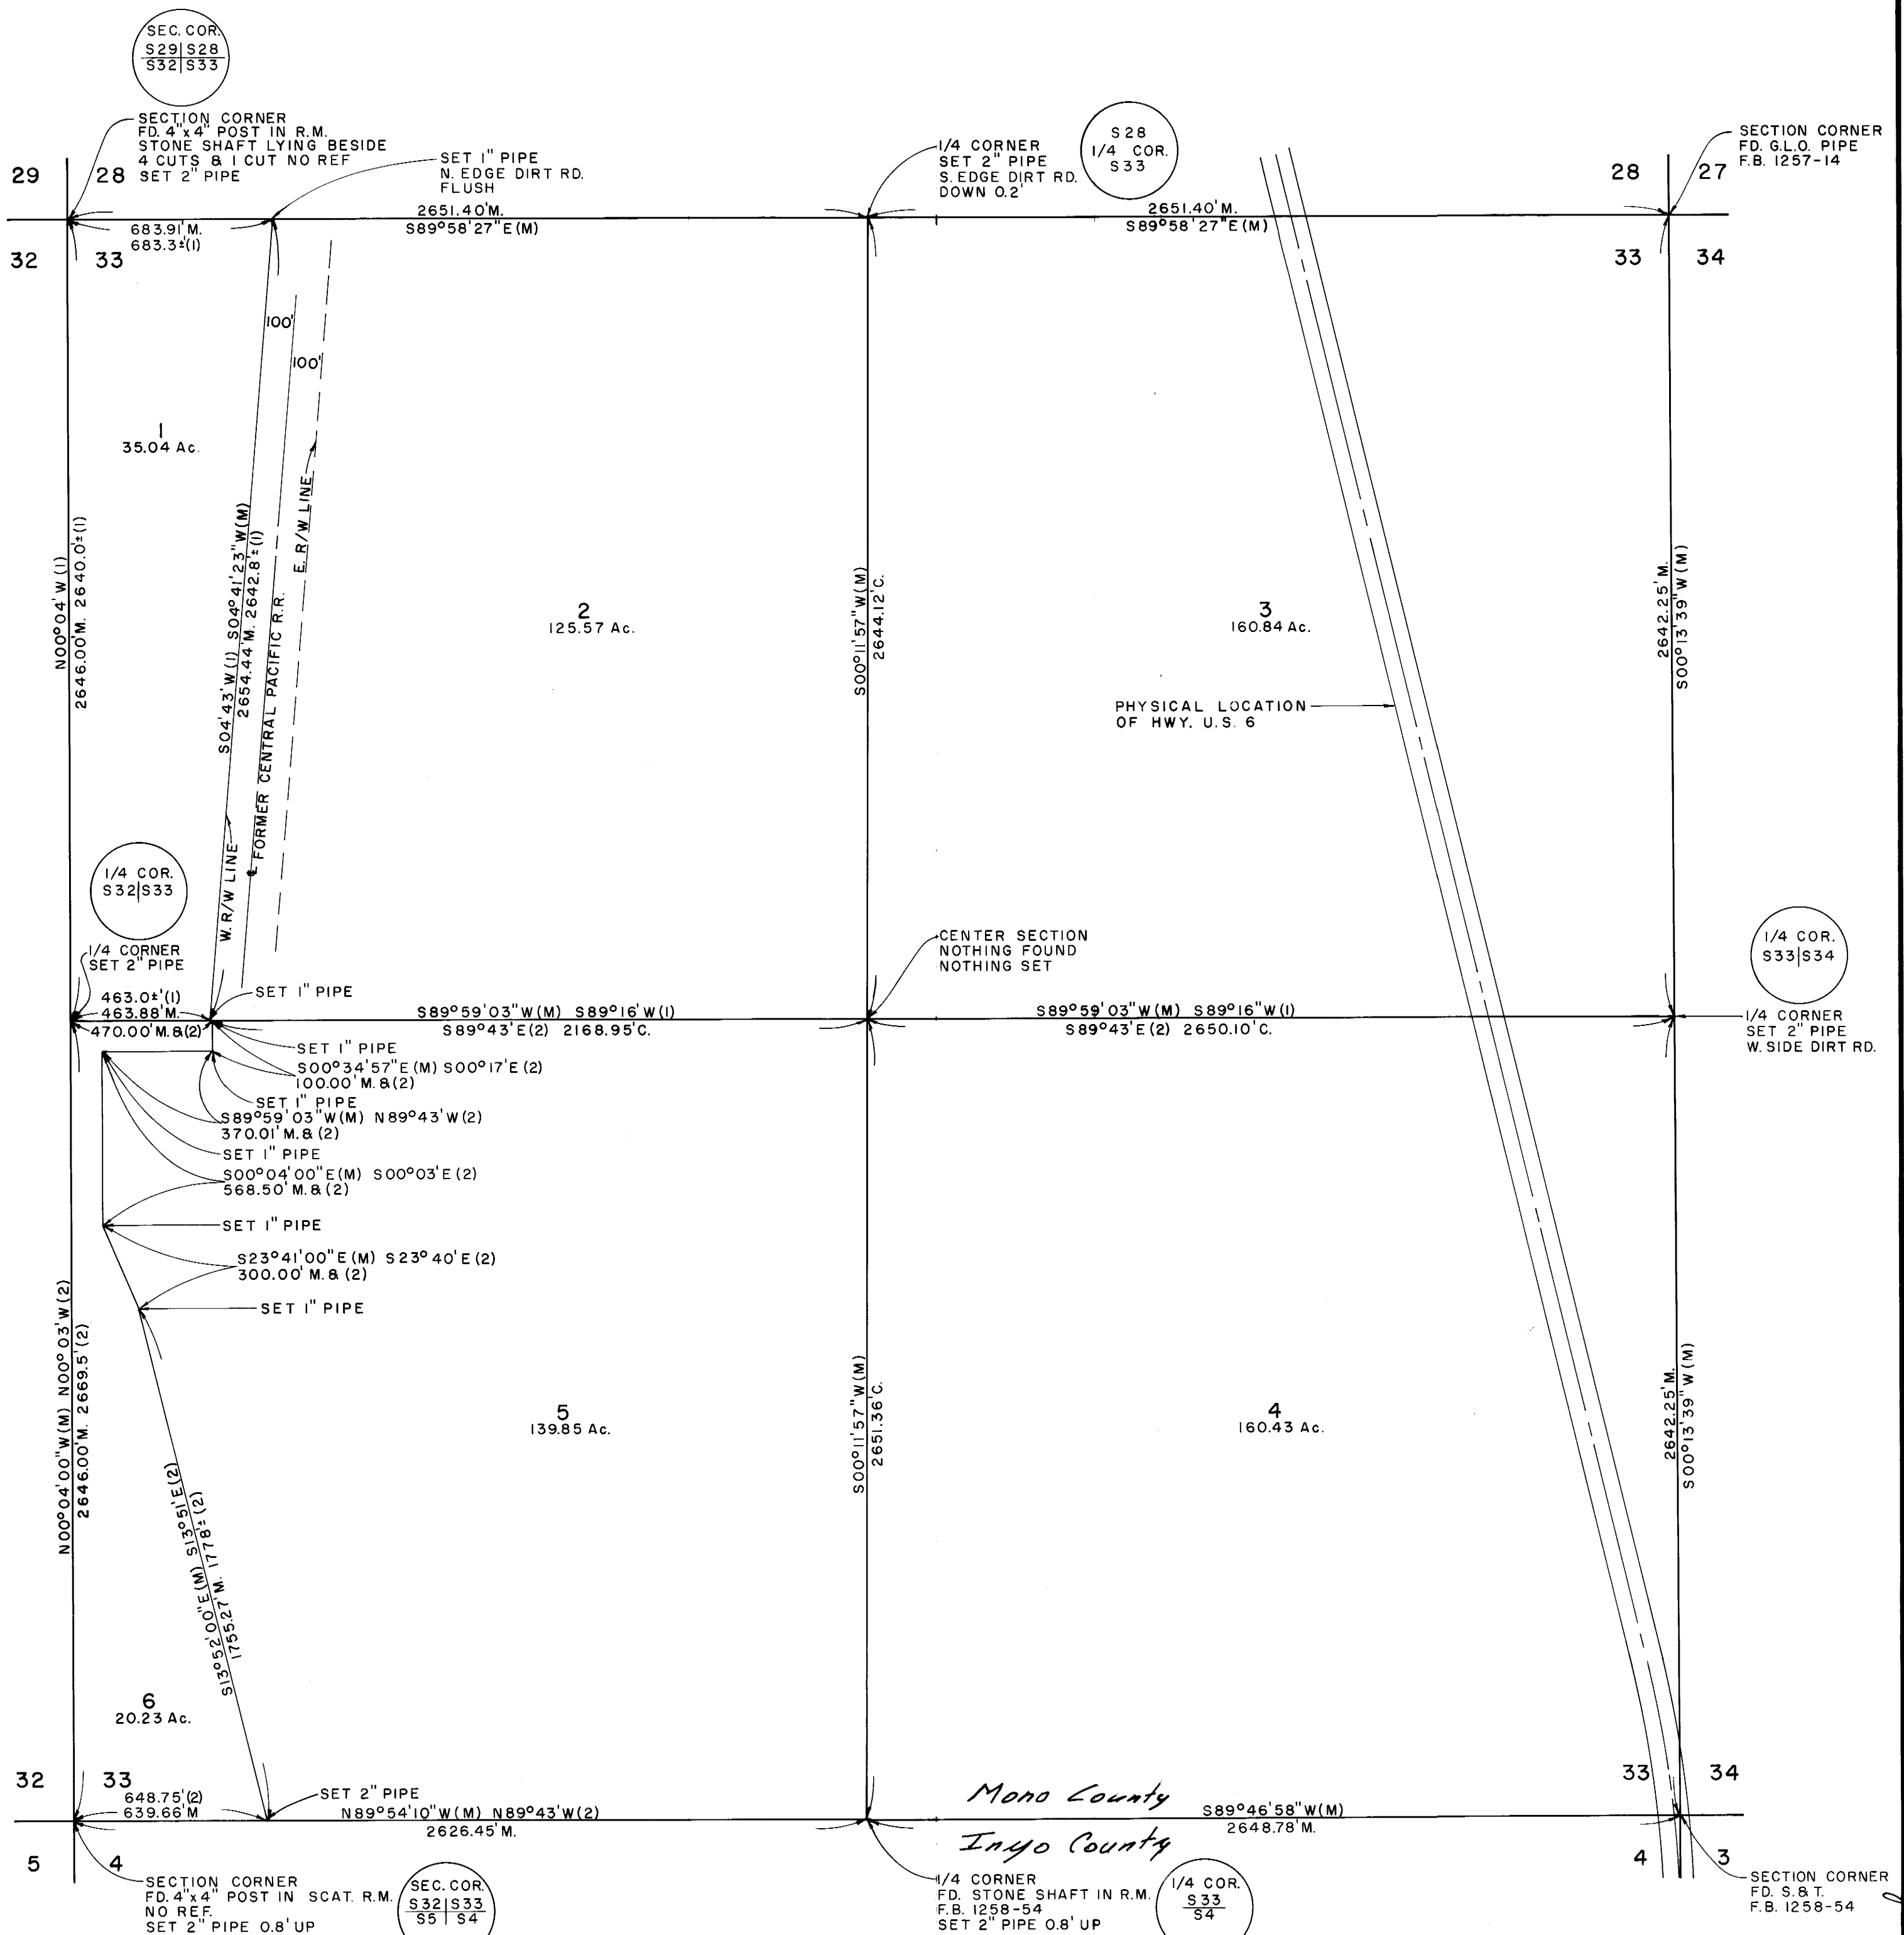 SEC. COR.
S29|S28
S32|S33
SECTION CORNER
FD. 4"x4" POST IN R.M.
STONE SHAFT LYING BESIDE
4 CUTS & 1 CUT NO REF
SET 2" PIPE
SET 1" PIPE
N. EDGE DIRT RD.
FLUSH
1/4 CORNER
SET 2" PIPE
S. EDGE DIRT RD.
DOWN 0.2'
S28
1/4 COR.
S33
SECTION CORNER
FD. G.L.O. PIPE
F.B. 1257-14
29 28
28 27
683.91'M.
683.3±(1)
2651.40'M.
S89°58'27"E(M)
2651.40'M.
S89°58'27"E(M)
32 33
33 34
100'
100'
1
35.04 Ac.
N00°04'W(1)
2646.00'M. 2640.0'±(1)
S04°43'W(1) S04°41'23"W(M)
2654.44'M. 2642.8'±(1)
W. R/W LINE
℄ FORMER CENTRAL PACIFIC R.R.
E. R/W LINE
2
125.57 Ac.
S00°11'57"W(M)
2644.12'C.
3
160.84 Ac.
PHYSICAL LOCATION
OF HWY. U.S. 6
2642.25'M.
S00°13'39"W(M)
1/4 COR.
S32|S33
1/4 CORNER
SET 2" PIPE
463.0±'(1)
463.88'M.
470.00'M.&(2)
SET 1" PIPE
CENTER SECTION
NOTHING FOUND
NOTHING SET
1/4 COR.
S33|S34
S89°59'03"W(M) S89°16'W(1)
S89°43'E(2) 2168.95'C.
S89°59'03"W(M) S89°16'W(1)
S89°43'E(2) 2650.10'C.
1/4 CORNER
SET 2" PIPE
W. SIDE DIRT RD.
SET 1" PIPE
S00°34'57"E(M) S00°17'E(2)
100.00'M.&(2)
SET 1" PIPE
S89°59'03"W(M) N89°43'W(2)
370.01'M.&(2)
SET 1" PIPE
S00°04'00"E(M) S00°03'E(2)
568.50'M.&(2)
SET 1" PIPE
S23°41'00"E(M) S23°40'E(2)
300.00'M.&(2)
SET 1" PIPE
N00°04'00"W(M) N00°03'W(2)
2646.00'M. 2669.5'(2)
S13°52'00"E(M) S13°51'E(2)
1755.27'M. 1778'±(2)
5
139.85 Ac.
S00°11'57"W(M)
2651.36'C.
4
160.43 Ac.
2642.25'M.
S00°13'39"W(M)
6
20.23 Ac.
32 33
33 34
648.75'(2)
639.66'M
SET 2" PIPE
N89°54'10"W(M) N89°43'W(2)
2626.45'M.
Mono County
S89°46'58"W(M)
2648.78'M.
Inyo County
5 4
4 3
SECTION CORNER
FD. 4"x4" POST IN SCAT. R.M.
NO REF.
SET 2" PIPE 0.8' UP
SEC. COR.
S32|S33
S5|S4
1/4 CORNER
FD. STONE SHAFT IN R.M.
F.B. 1258-54
SET 2" PIPE 0.8' UP
1/4 COR.
S33
S4
SECTION CORNER
FD. S.&T.
F.B. 1258-54